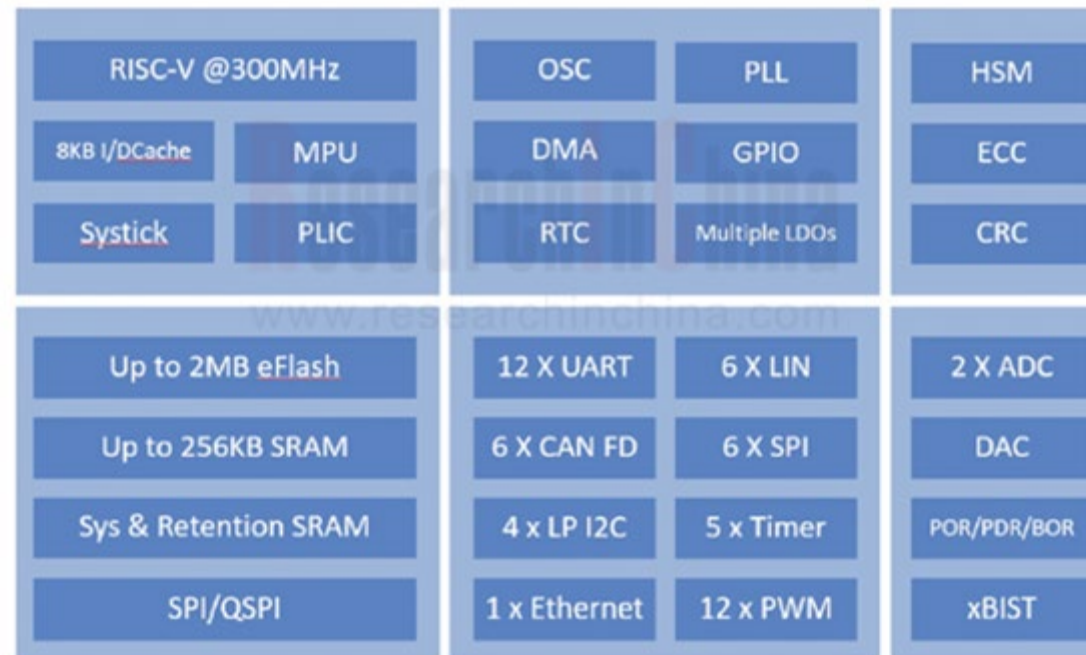 RISC-V @300MHz
8KB I/DCache
MPU
Systick
PLIC
OSC
PLL
DMA
GPIO
RTC
Multiple LDOs
HSM
ECC
CRC
ResearchInChina
www.researchinchina.com
Up to 2MB eFlash
Up to 256KB SRAM
Sys & Retention SRAM
SPI/QSPI
12 X UART
6 X LIN
6 X CAN FD
6 X SPI
4 x LP I2C
5 x Timer
1 x Ethernet
12 x PWM
2 X ADC
DAC
POR/PDR/BOR
xBIST